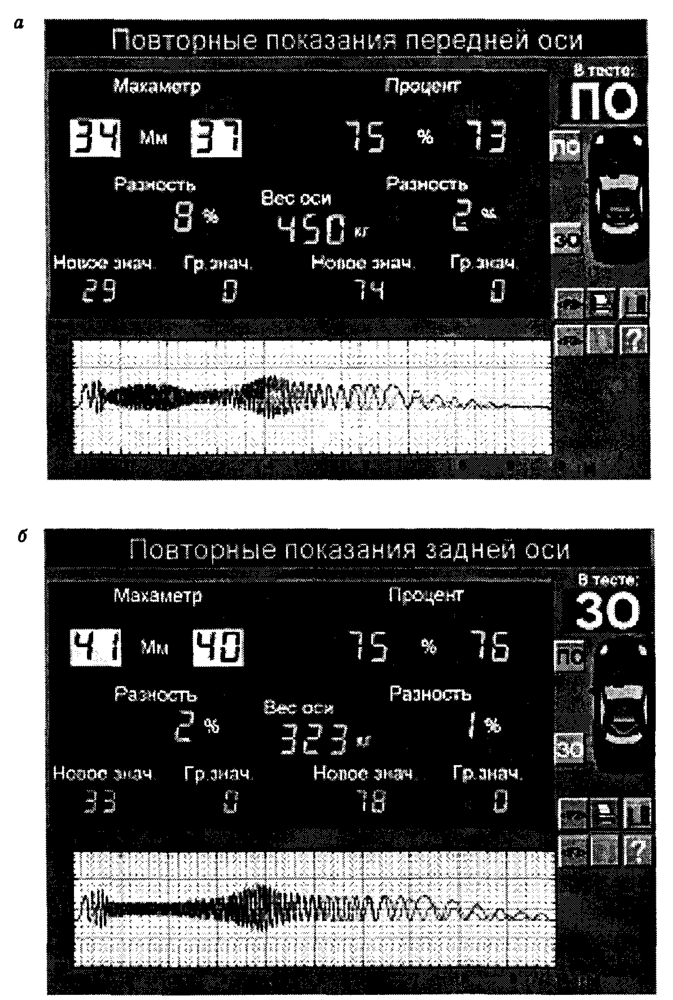 а
Повторные показания передней оси
В тесте:
ПО
Махаметр Процент
34 Мм 37 75 % 73
ПО
Разность Вес оси Разность
8 % 450 кг 2 %
ЗО
Новое знач. Гр.знач. Новое знач. Гр.знач.
29 0 74 0
?
б
Повторные показания задней оси
В тесте:
ЗО
Махаметр Процент
41 Мм 40 75 % 76
ПО
Разность Вес оси Разность
2 % 323 кг 1 %
ЗО
Новое знач. Гр.знач. Новое знач. Гр.знач.
33 0 78 0
?